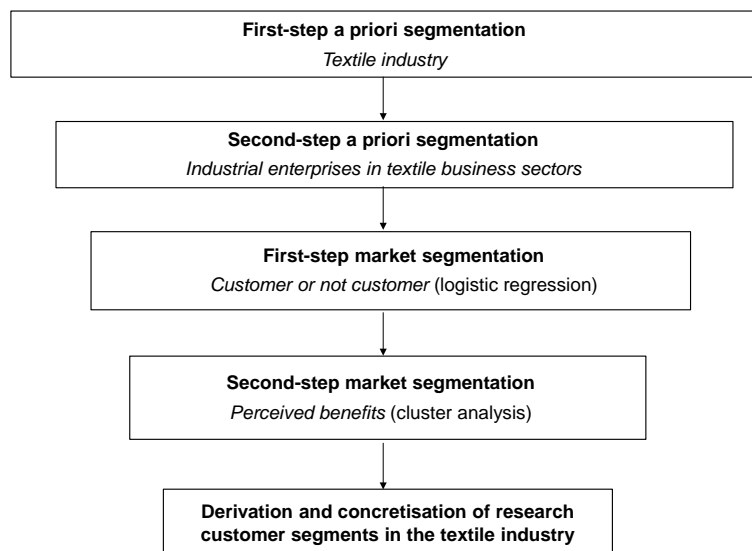 First-step a priori segmentation
Textile industry
Second-step a priori segmentation
Industrial enterprises in textile business sectors
First-step market segmentation
Customer or not customer (logistic regression)
Second-step market segmentation
Perceived benefits (cluster analysis)
Derivation and concretisation of research
customer segments in the textile industry